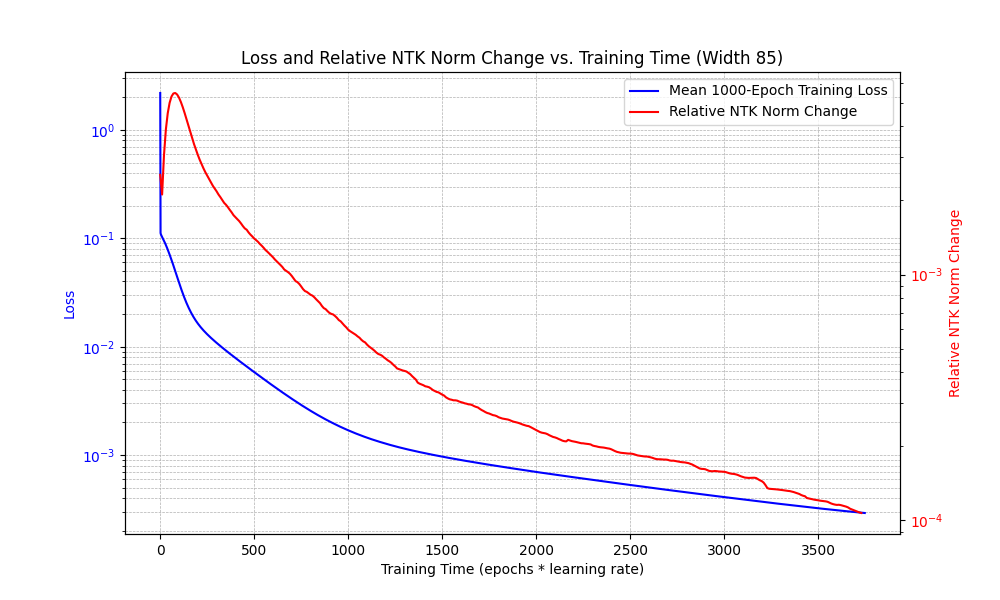 Loss and Relative NTK Norm Change vs. Training Time (Width 85)
Mean 1000-Epoch Training Loss
Relative NTK Norm Change
10⁰
10⁻¹
10⁻²
10⁻³
Loss
10⁻³
10⁻⁴
Relative NTK Norm Change
0 500 1000 1500 2000 2500 3000 3500
Training Time (epochs * learning rate)